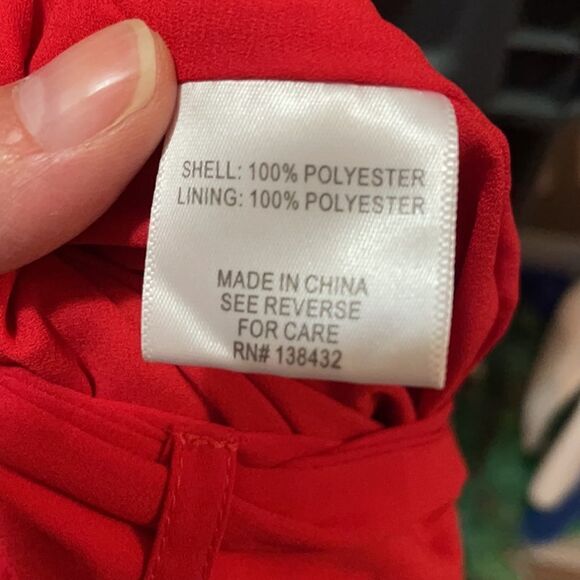 SHELL: 100% POLYESTER
LINING: 100% POLYESTER
MADE IN CHINA
SEE REVERSE
FOR CARE
RN# 138432